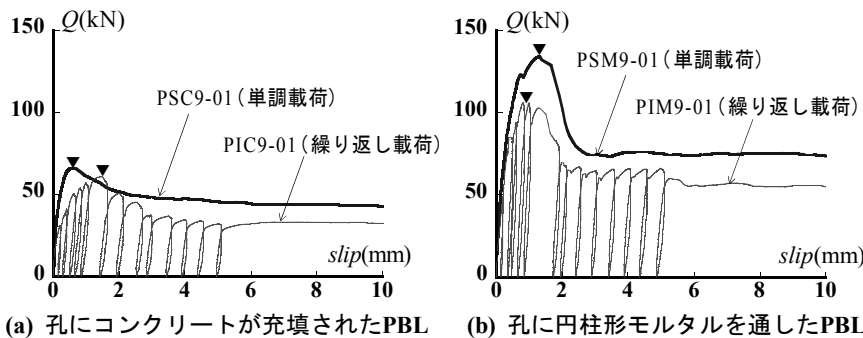 Q(kN)
150
100
50
0
PSC9-01(単調載荷)
PIC9-01(繰り返し載荷)
slip(mm)
0 2 4 6 8 10
(a) 孔にコンクリートが充填されたPBL
Q(kN)
150
100
50
0
PSM9-01(単調載荷)
PIM9-01(繰り返し載荷)
slip(mm)
0 2 4 6 8 10
(b) 孔に円柱形モルタルを通したPBL